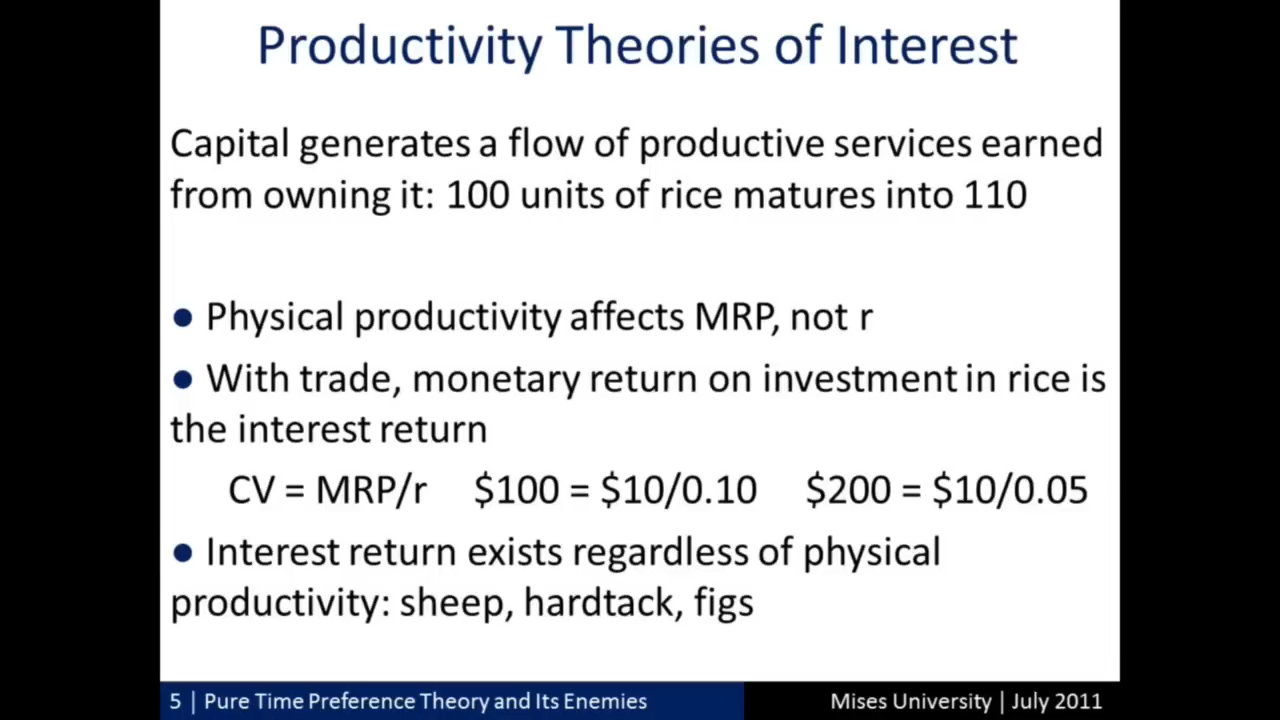 Productivity Theories of Interest
Capital generates a flow of productive services earned
from owning it: 100 units of rice matures into 110
● Physical productivity affects MRP, not r
● With trade, monetary return on investment in rice is
the interest return
CV = MRP/r $100 = $10/0.10 $200 = $10/0.05
● Interest return exists regardless of physical
productivity: sheep, hardtack, figs
5 | Pure Time Preference Theory and Its Enemies
Mises University | July 2011